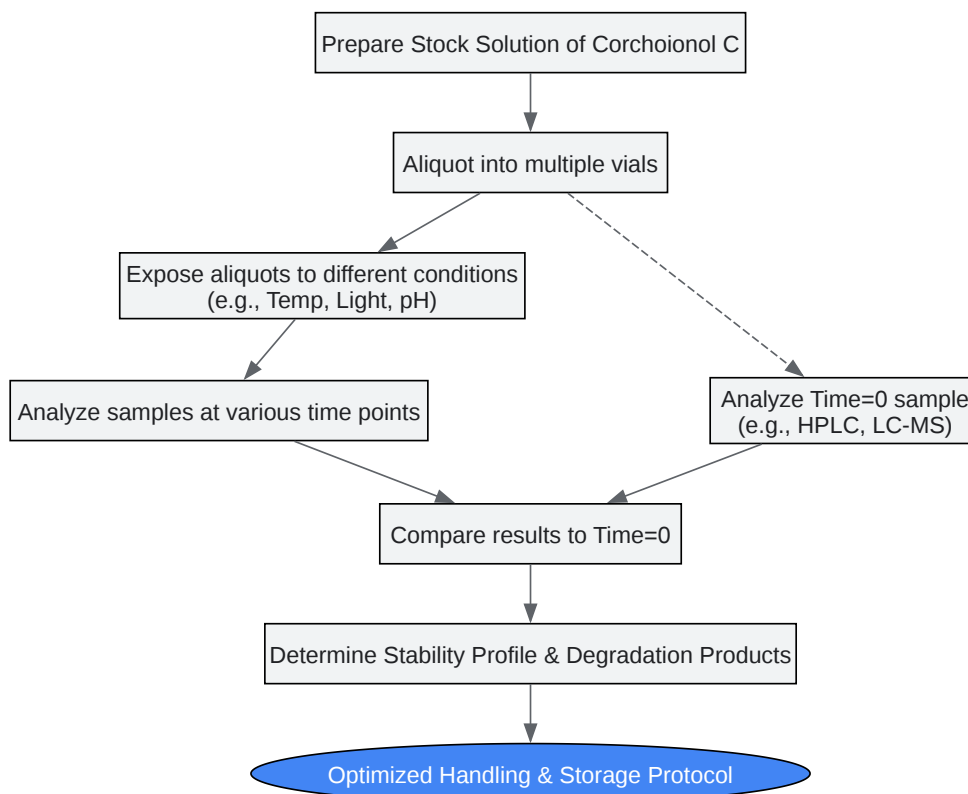 Prepare Stock Solution of Corchoionol C
Aliquot into multiple vials
Expose aliquots to different conditions
(e.g., Temp, Light, pH)
Analyze samples at various time points
Analyze Time=0 sample
(e.g., HPLC, LC-MS)
Compare results to Time=0
Determine Stability Profile & Degradation Products
Optimized Handling & Storage Protocol